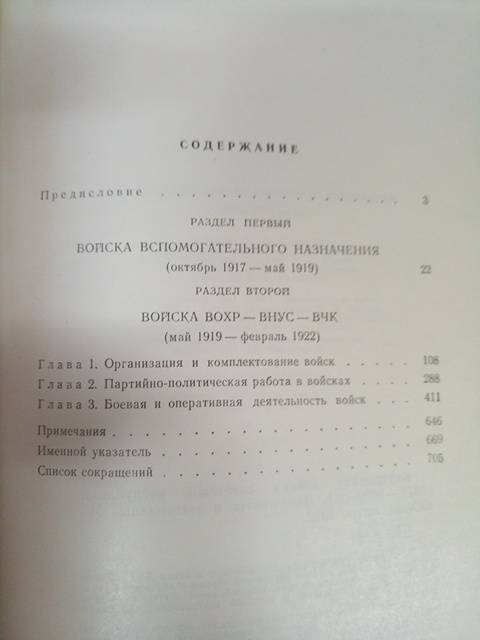 СОДЕРЖАНИЕ
Предисловие . . . . . . . . . . . . . . . . . . 3
РАЗДЕЛ ПЕРВЫЙ
ВОЙСКА ВСПОМОГАТЕЛЬНОГО НАЗНАЧЕНИЯ
(октябрь 1917 — май 1919) 22
РАЗДЕЛ ВТОРОЙ
ВОЙСКА ВОХР — ВНУС — ВЧК
(май 1919 — февраль 1922)
Глава 1. Организация и комплектование войск . . . . 108
Глава 2. Партийно-политическая работа в войсках . . . . 288
Глава 3. Боевая и оперативная деятельность войск . . . 411
Примечания . . . . . . . . . . . . . . . . . 646
Именной указатель . . . . . . . . . . . . . . 669
Список сокращений . . . . . . . . . . . . . . 705